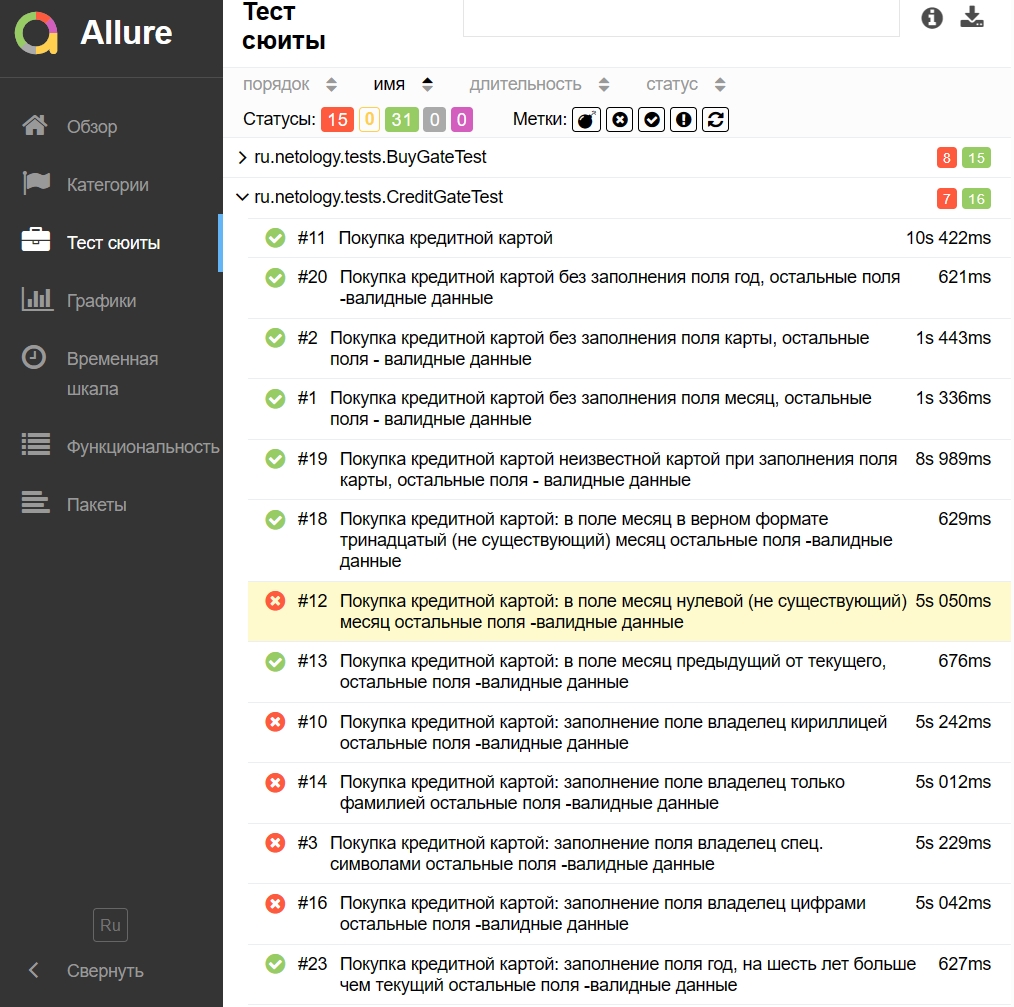 Allure
Обзор
Категории
Тест сюиты
Графики
Временная
шкала
Функциональность
Пакеты
Ru
Свернуть
Тест
сюиты
порядок имя длительность статус
Статусы: 15 0 31 0 0 Метки:
ru.netology.tests.BuyGateTest 8 15
ru.netology.tests.CreditGateTest 7 16
#11 Покупка кредитной картой 10s 422ms
#20 Покупка кредитной картой без заполнения поля год, остальные поля 621ms
-валидные данные
#2 Покупка кредитной картой без заполнения поля карты, остальные 1s 443ms
поля - валидные данные
#1 Покупка кредитной картой без заполнения поля месяц, остальные 1s 336ms
поля - валидные данные
#19 Покупка кредитной картой неизвестной картой при заполнения поля 8s 989ms
карты, остальные поля - валидные данные
#18 Покупка кредитной картой: в поле месяц в верном формате 629ms
тринадцатый (не существующий) месяц остальные поля -валидные
данные
#12 Покупка кредитной картой: в поле месяц нулевой (не существующий) 5s 050ms
месяц остальные поля -валидные данные
#13 Покупка кредитной картой: в поле месяц предыдущий от текущего, 676ms
остальные поля -валидные данные
#10 Покупка кредитной картой: заполнение поле владелец кириллицей 5s 242ms
остальные поля -валидные данные
#14 Покупка кредитной картой: заполнение поле владелец только 5s 012ms
фамилией остальные поля -валидные данные
#3 Покупка кредитной картой: заполнение поля владелец спец. 5s 229ms
символами остальные поля -валидные данные
#16 Покупка кредитной картой: заполнение поля владелец цифрами 5s 042ms
остальные поля -валидные данные
#23 Покупка кредитной картой: заполнение поля год, на шесть лет больше 627ms
чем текущий остальные поля -валидные данные